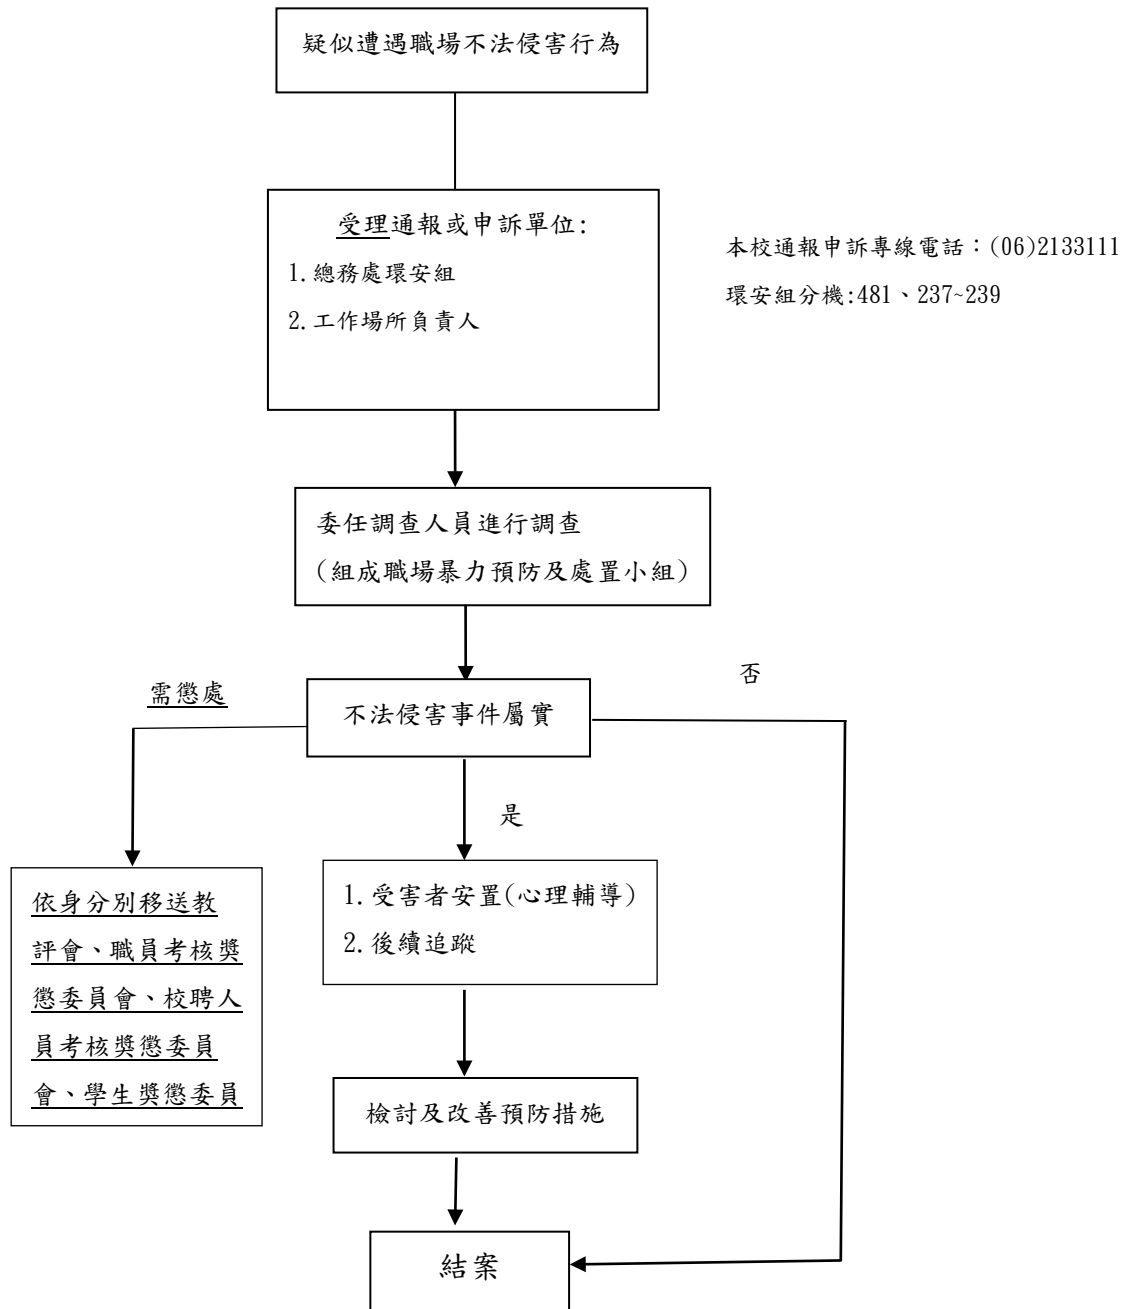 疑似遭遇職場不法侵害行為
受理通報或申訴單位:
1.總務處環安組
2.工作場所負責人
本校通報申訴專線電話：(06)2133111
環安組分機:481、237~239
委任調查人員進行調查
(組成職場暴力預防及處置小組)
否
需懲處
不法侵害事件屬實
是
依身分別移送教
評會、職員考核獎
懲委員會、校聘人
員考核獎懲委員
會、學生獎懲委員
1.受害者安置(心理輔導)
2.後續追蹤
檢討及改善預防措施
結案